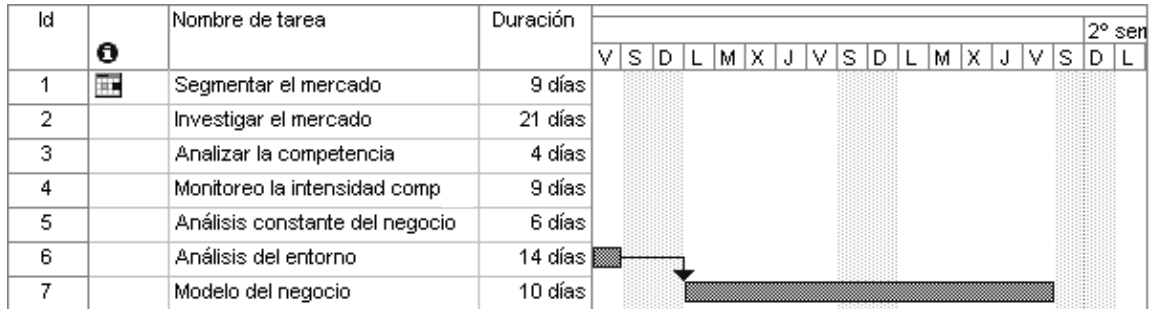 Id Nombre de tarea Duración
2º sem
V S D L M X J V S D L M X J V S D L
1 Segmentar el mercado 9 días
2 Investigar el mercado 21 días
3 Analizar la competencia 4 días
4 Monitoreo la intensidad comp 9 días
5 Análisis constante del negocio 6 días
6 Análisis del entorno 14 días
7 Modelo del negocio 10 días